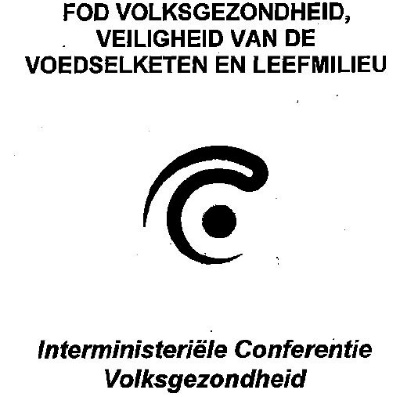 FOD VOLKSGEZONDHEID,
VEILIGHEID VAN DE
VOEDSELKETEN EN LEEFMILIEU
Interministeriële Conferentie
Volksgezondheid